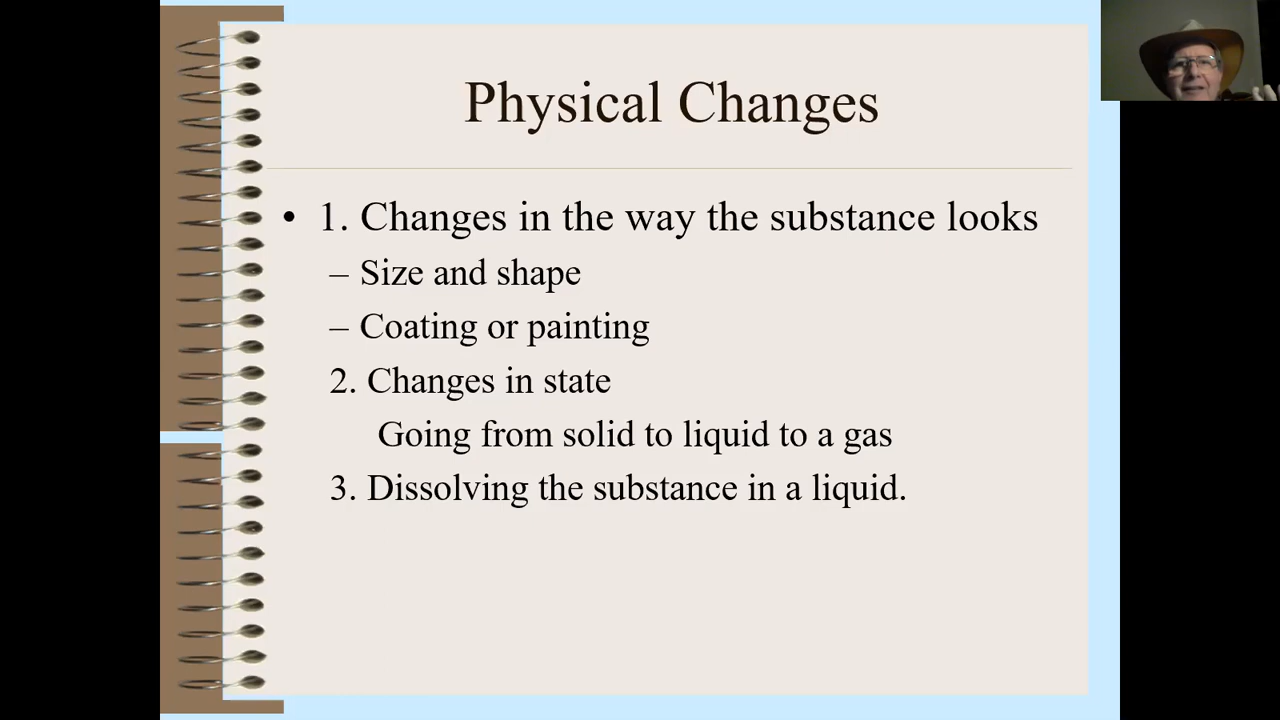 Physical Changes
• 1. Changes in the way the substance looks
– Size and shape
– Coating or painting
2. Changes in state
Going from solid to liquid to a gas
3. Dissolving the substance in a liquid.